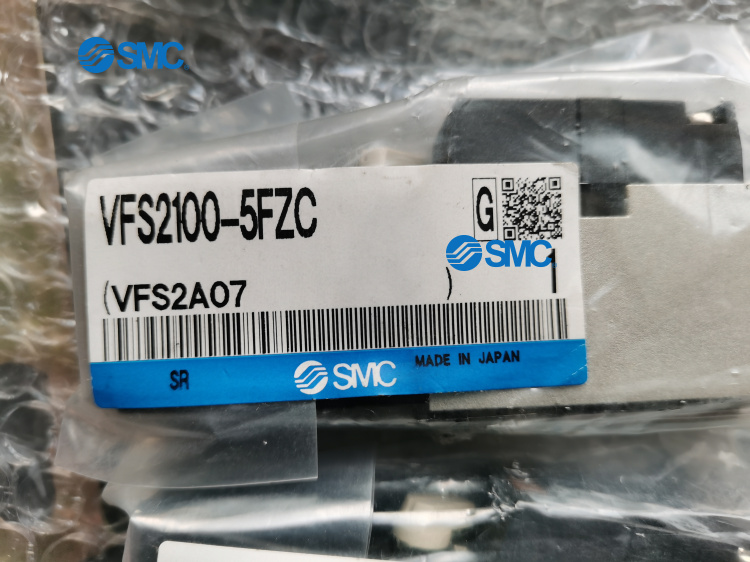 SMC
VFS2100-5FZC
G
SMC
(VFS2A07 )
1
SR
SMC
MADE IN JAPAN